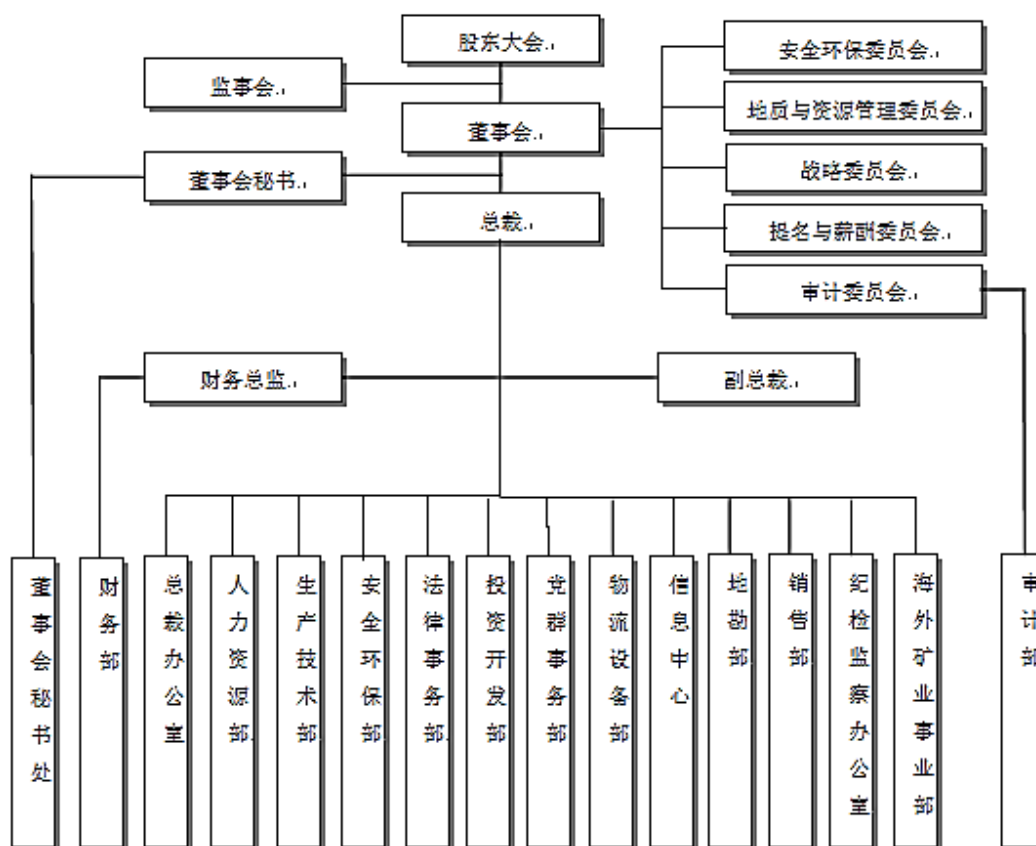 股东大会
安全环保委员会
监事会
地质与资源管理委员会
董事会
战略委员会
董事会秘书
总裁
提名与薪酬委员会
审计委员会
财务总监
副总裁
董事会秘书处
财务部
总裁办公室
人力资源部
生产技术部
安全环保部
法律事务部
投资开发部
党群事务部
物流设备部
信息中心
地勘部
销售部
纪检监察办公室
海外矿业事业部
审计部